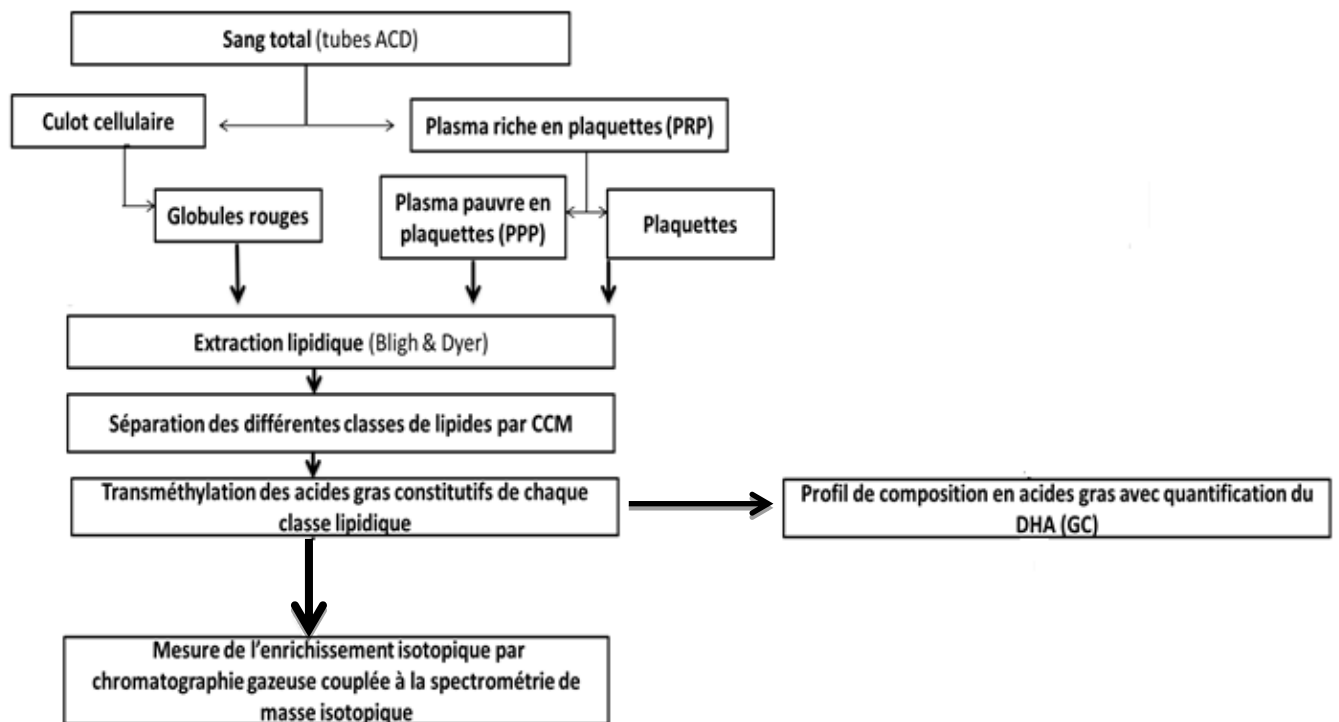 Sang total (tubes ACD)
Culot cellulaire
Plasma riche en plaquettes (PRP)
Globules rouges
Plasma pauvre en
plaquettes (PPP)
Plaquettes
Extraction lipidique (Bligh & Dyer)
Séparation des différentes classes de lipides par CCM
Transméthylation des acides gras constitutifs de chaque
classe lipidique
Profil de composition en acides gras avec quantification du
DHA (GC)
Mesure de l'enrichissement isotopique par
chromatographie gazeuse couplée à la spectrométrie de
masse isotopique